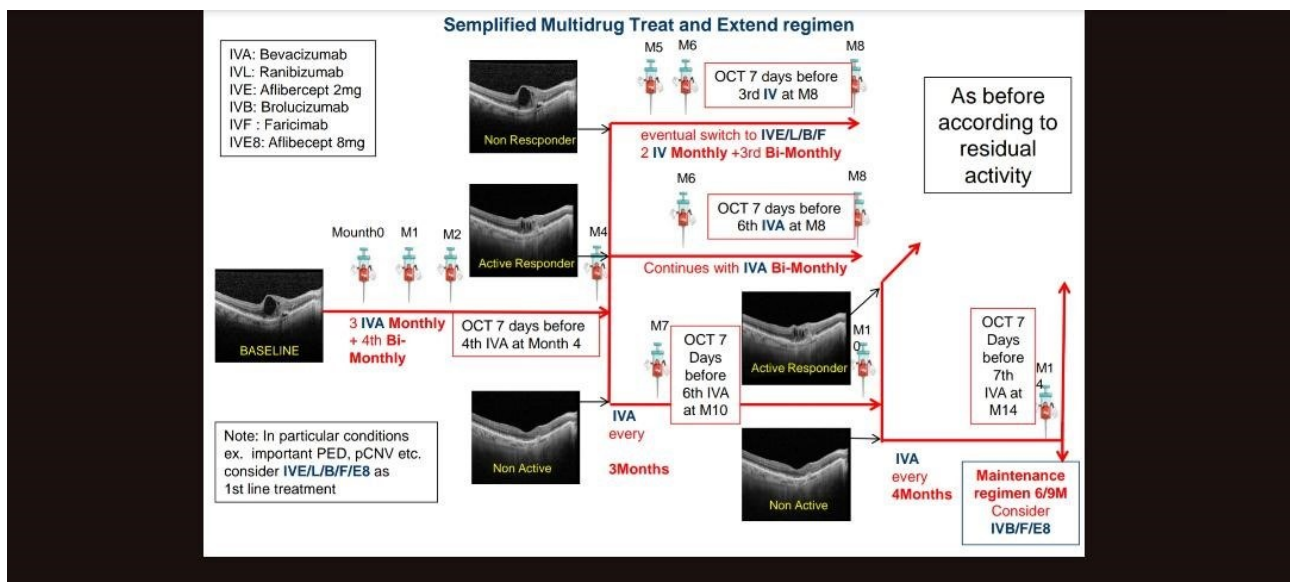 Semplified Multidrug Treat and Extend regimen
IVA: Bevacizumab
IVL: Ranibizumab
IVE: Aflibercept 2mg
IVB: Brolucizumab
IVF : Faricimab
IVE8: Aflibecept 8mg
M5
M6
M8
OCT 7 days before
3rd IV at M8
Non Rescponder
eventual switch to IVE/L/B/F
2 IV Monthly +3rd Bi-Monthly
As before
according to
residual
activity
M6
M8
OCT 7 days before
6th IVA at M8
Active Responder
Continues with IVA Bi-Monthly
Mounth0
M1
M2
M4
BASELINE
3 IVA Monthly
+ 4th Bi-
Monthly
OCT 7 days before
4th IVA at Month 4
M7
OCT 7
Days
before
6th IVA
at M10
Active Responder
M1
0
OCT 7
Days
before
7th
IVA at
M14
M1
4
Non Active
IVA
every
3Months
Non Active
IVA
every
4Months
Note: In particular conditions
ex. important PED, pCNV etc.
consider IVE/L/B/F/E8 as
1st line treatment
Maintenance
regimen 6/9M
Consider
IVB/F/E8